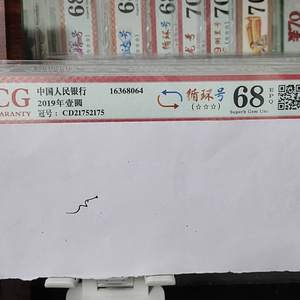 CG 中国人民银行 16368064 循环号 68 EPQ
ARANTY 2019年壹圆 (☆☆☆) Superb Gem Unc
冠号: CD21752175